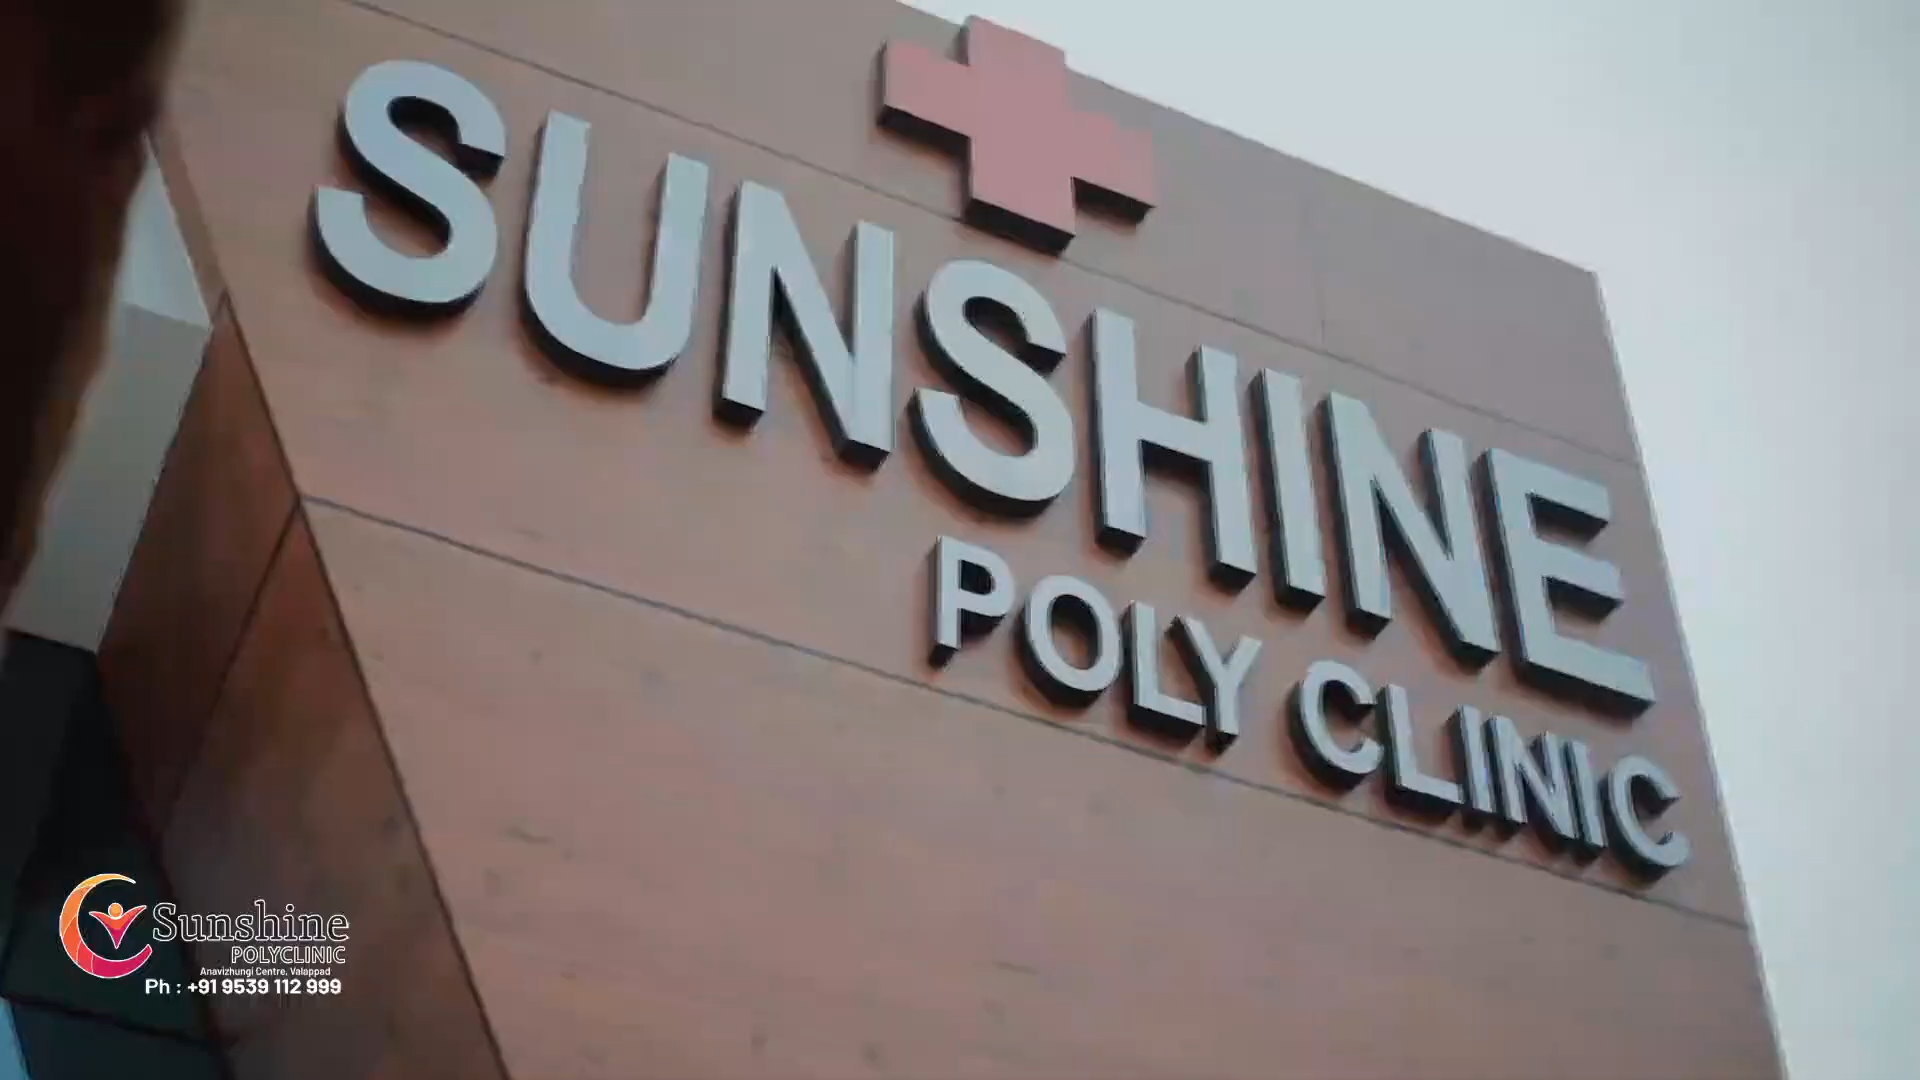 SUNSHINE
POLY CLINIC
Sunshine
POLYCLINIC
Anavizhungi Centre, Valappad
Ph : +91 9539 112 999